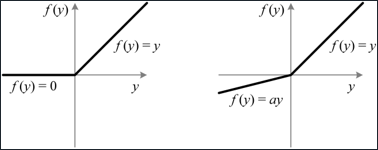 f(y)
f(y) = y
f(y) = 0
y
f(y)
f(y) = y
f(y) = ay
y